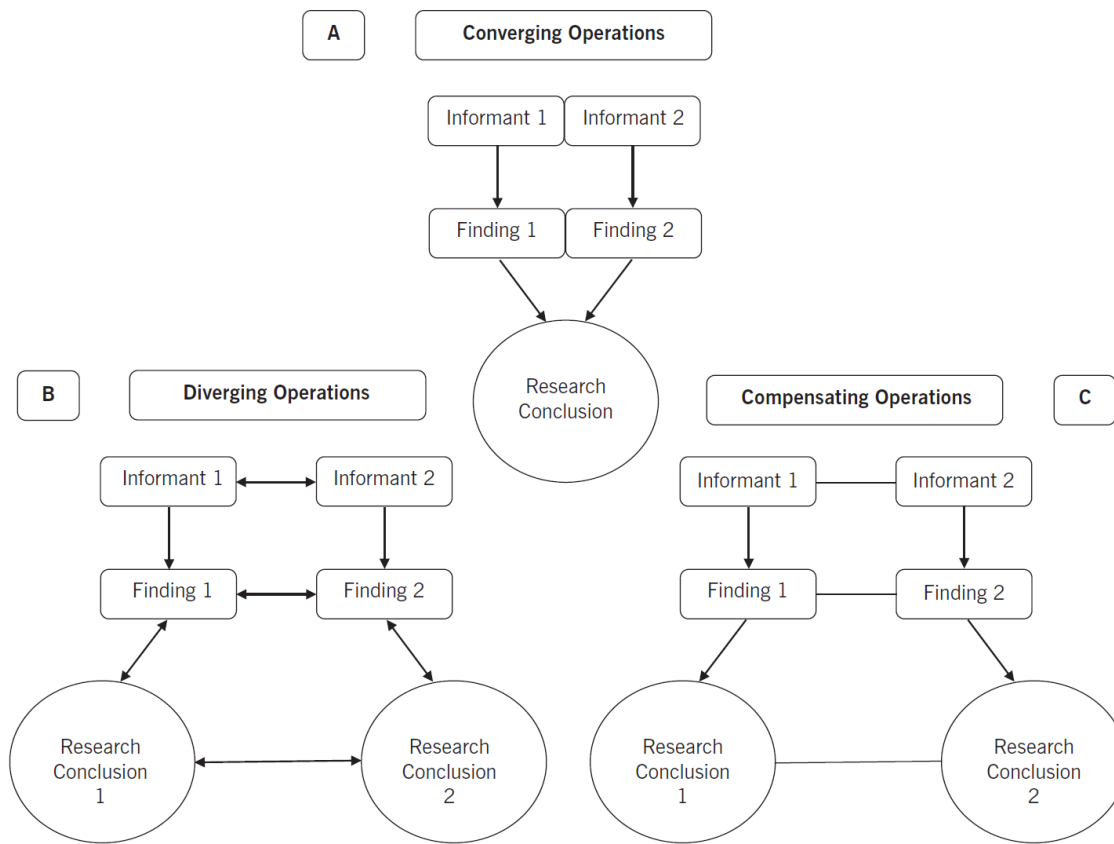 A
Converging Operations
Informant 1
Informant 2
Finding 1
Finding 2
Research
Conclusion
B
Diverging Operations
Informant 1
Informant 2
Finding 1
Finding 2
Research
Conclusion
1
Research
Conclusion
2
Compensating Operations
C
Informant 1
Informant 2
Finding 1
Finding 2
Research
Conclusion
1
Research
Conclusion
2